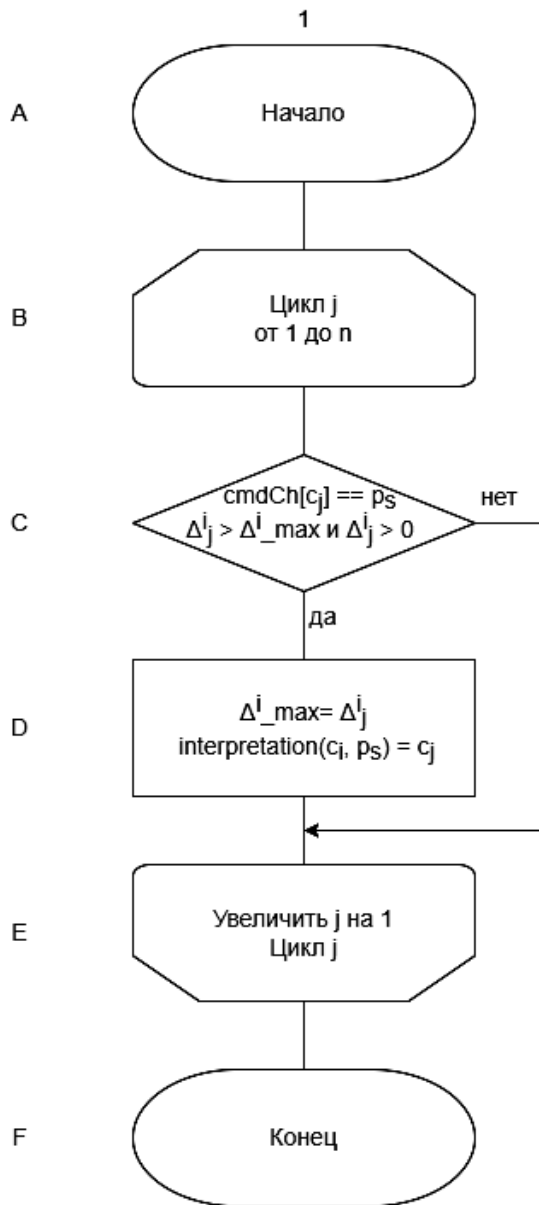 1
A
Начало
B
Цикл j
от 1 до n
C
cmdCh[cj] == ps
Δij > Δi_max и Δij > 0
нет
да
D
Δi_max= Δij
interpretation(ci, ps) = cj
E
Увеличить j на 1
Цикл j
F
Конец